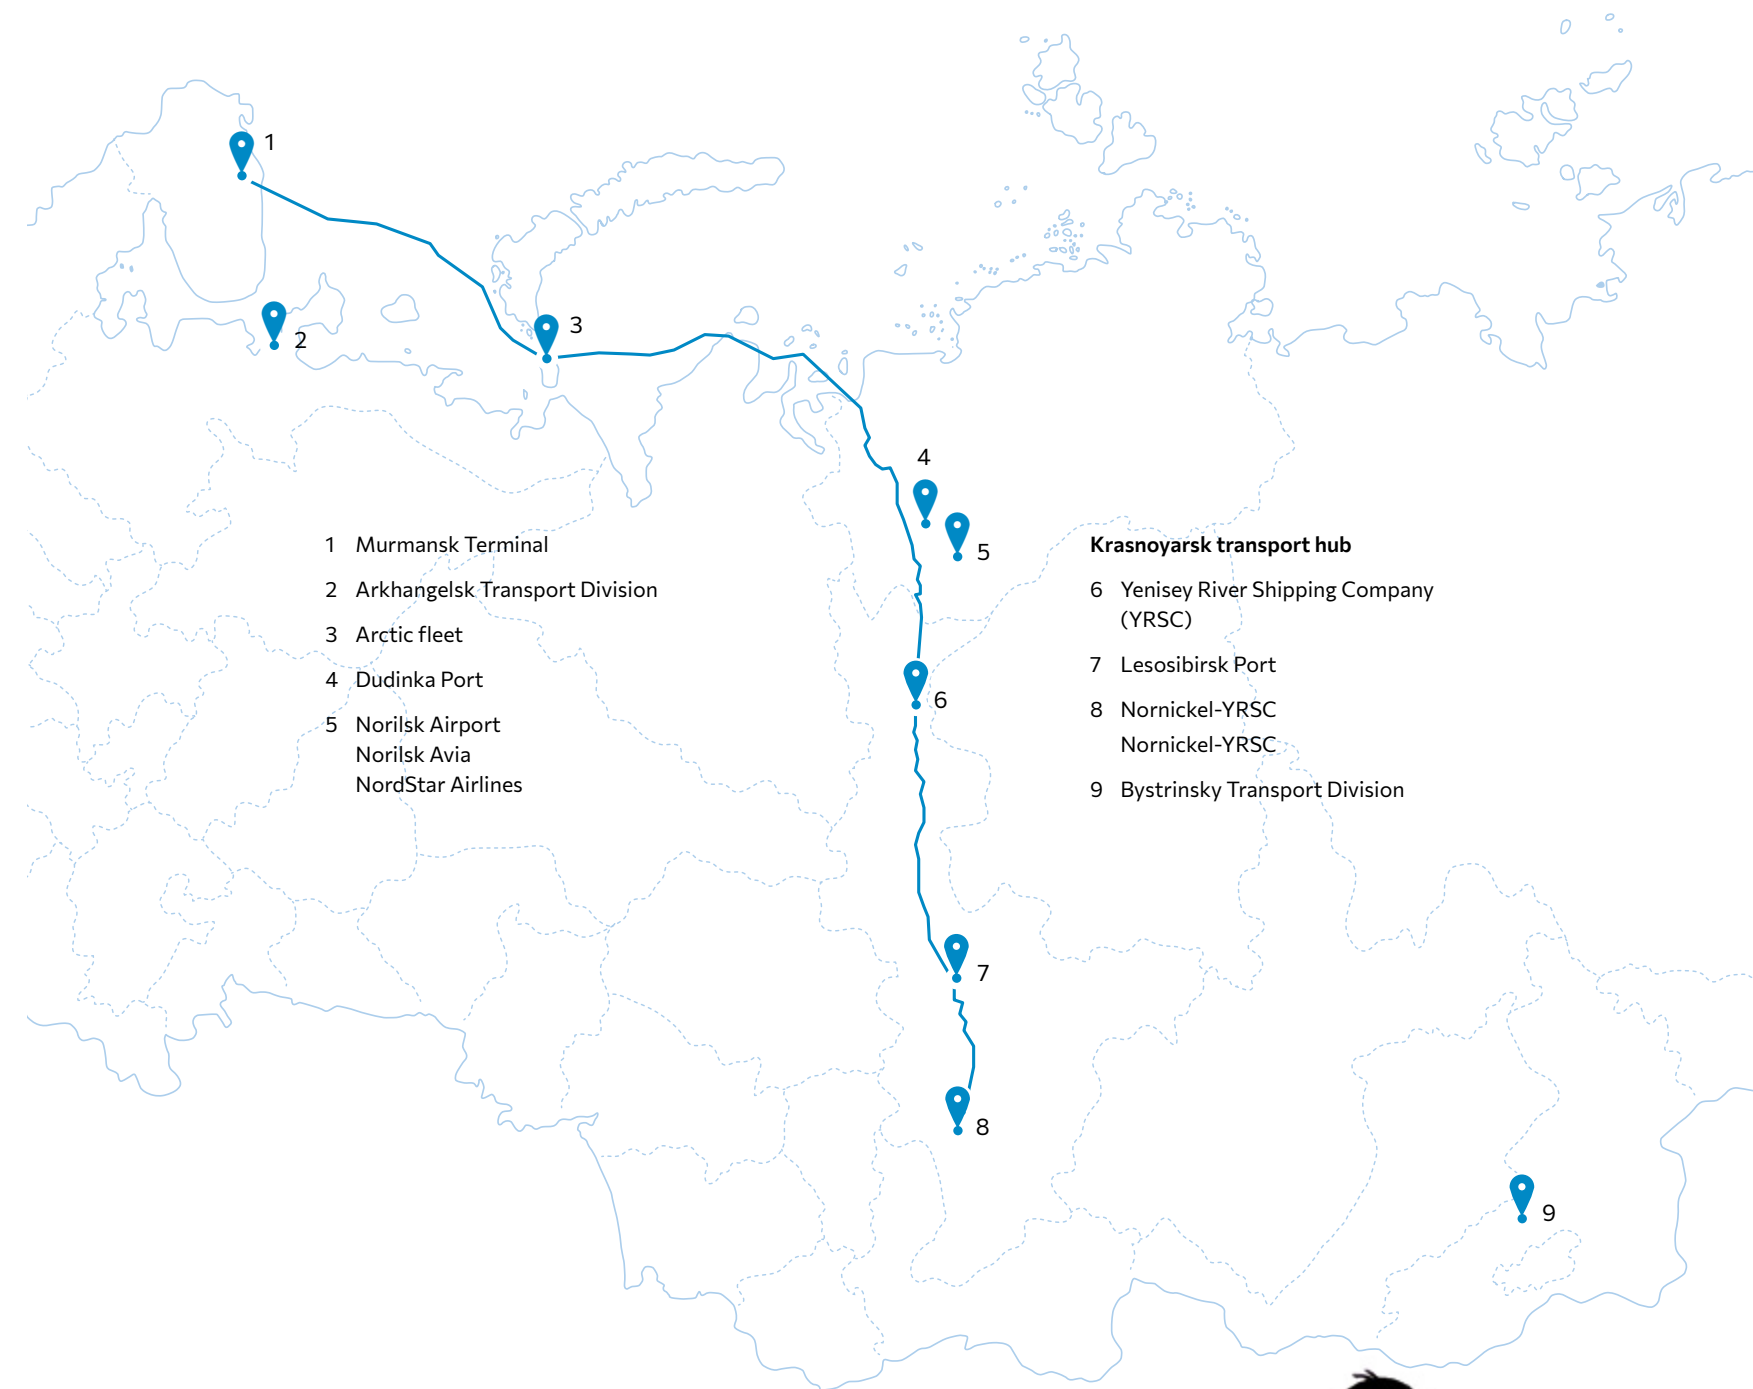 1
2
3
4
5
6
7
8
9
1 Murmansk Terminal
2 Arkhangelsk Transport Division
3 Arctic fleet
4 Dudinka Port
5 Norilsk Airport
Norilsk Avia
NordStar Airlines
Krasnoyarsk transport hub
6 Yenisey River Shipping Company
(YRSC)
7 Lesosibirsk Port
8 Nornickel-YRSC
Nornickel-YRSC
9 Bystrinsky Transport Division